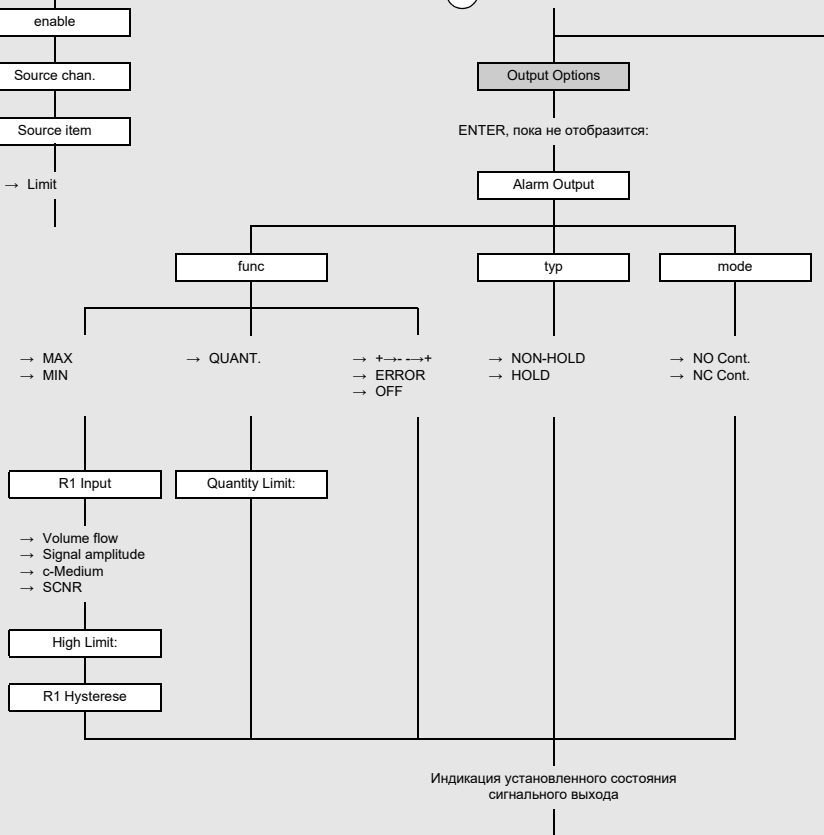 enable
Source chan.
Source item
→ Limit
Output Options
ENTER, пока не отобразится:
Alarm Output
func
typ
mode
→ MAX
→ MIN
→ QUANT.
→ +→- -→+
→ ERROR
→ OFF
→ NON-HOLD
→ HOLD
→ NO Cont.
→ NC Cont.
R1 Input
Quantity Limit:
→ Volume flow
→ Signal amplitude
→ c-Medium
→ SCNR
High Limit:
R1 Hysterese
Индикация установленного состояния
сигнального выхода